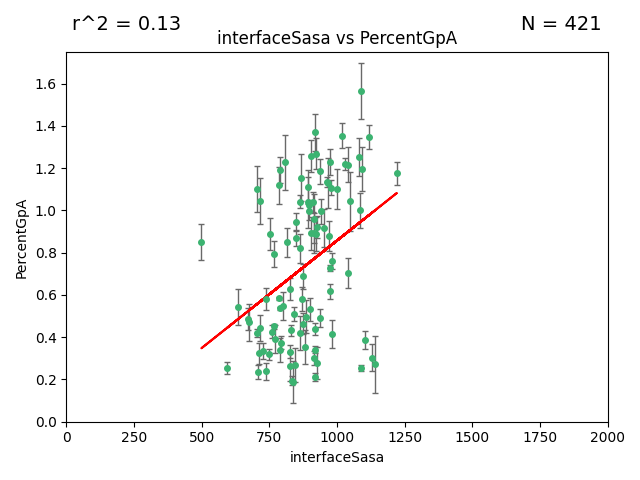 r^2 = 0.13
N = 421
interfaceSasa vs PercentGpA
PercentGpA
1.6
1.4
1.2
1.0
0.8
0.6
0.4
0.2
0.0
0 250 500 750 1000 1250 1500 1750 2000
interfaceSasa